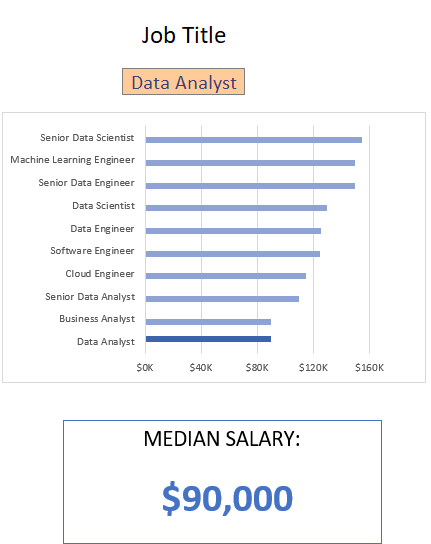 Job Title
Data Analyst
Senior Data Scientist
Machine Learning Engineer
Senior Data Engineer
Data Scientist
Data Engineer
Software Engineer
Cloud Engineer
Senior Data Analyst
Business Analyst
Data Analyst
$0K $40K $80K $120K $160K
MEDIAN SALARY:
$90,000